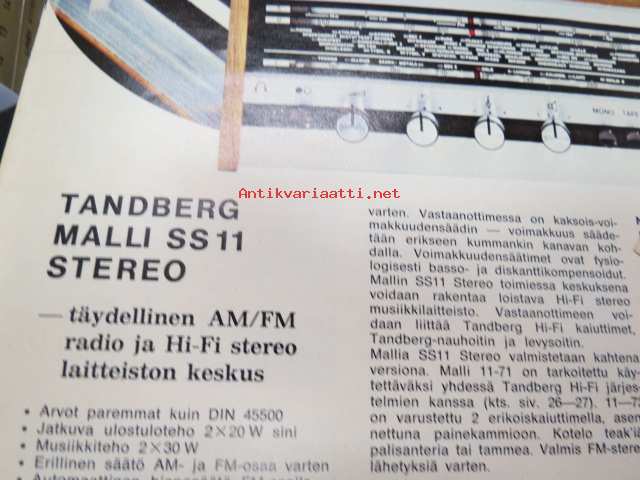 MONO TAPE
Antikvariaatti.net
TANDBERG
MALLI SS11
STEREO
— täydellinen AM/FM
radio ja Hi-Fi stereo
laitteiston keskus
• Arvot paremmat kuin DIN 45500
• Jatkuva ulostuloteho 2×20 W sini
• Musiikkiteho 2×30 W
• Erillinen säätö AM- ja FM-osaa varten
varten. Vastaanottimessa on kaksois-voi-
makkuudensäädin — voimakkuus sääde-
tään erikseen kummankin kanavan koh-
dalla. Voimakkuudensäätimet ovat fysio-
logisesti basso- ja diskanttikompensoidut.
Mallin SS11 Stereo toimiessa keskuksena
voidaan rakentaa loistava Hi-Fi stereo
musiikkilaitteisto. Vastaanottimeen voi-
daan liittää Tandberg Hi-Fi kaiuttimet,
Tandberg-nauhoitin ja levysoitin.
Mallia SS11 Stereo valmistetaan kahtena
versiona. Malli 11-71 on tarkoitettu käy-
tettäväksi yhdessä Tandberg Hi-Fi järjes-
telmien kanssa (kts. siv. 26—27). 11—72
on varustettu 2 erikoiskaiuttimella, asen-
nettuna painekammioon. Kotelo teak'ia
palisanteria tai tammea. Valmis FM-stereo
lähetyksiä varten.